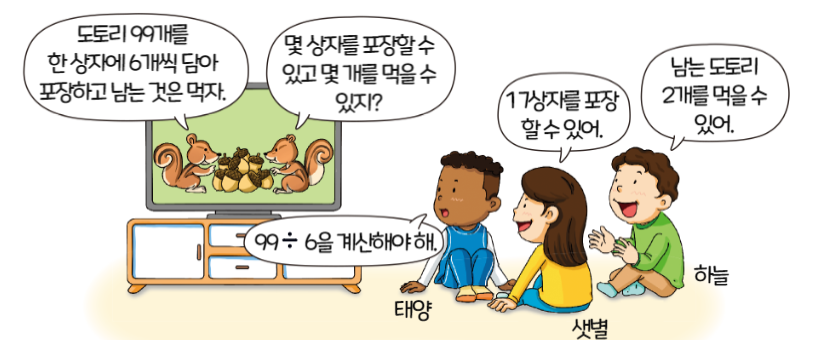 도토리 99개를
한 상자에 6개씩 담아
포장하고 남는 것은 먹자.
몇 상자를 포장할 수
있고 몇 개를 먹을 수
있지?
17상자를 포장
할 수 있어.
남는 도토리
2개를 먹을 수
있어.
99 ÷ 6을 계산해야 해.
태양
샛별
하늘